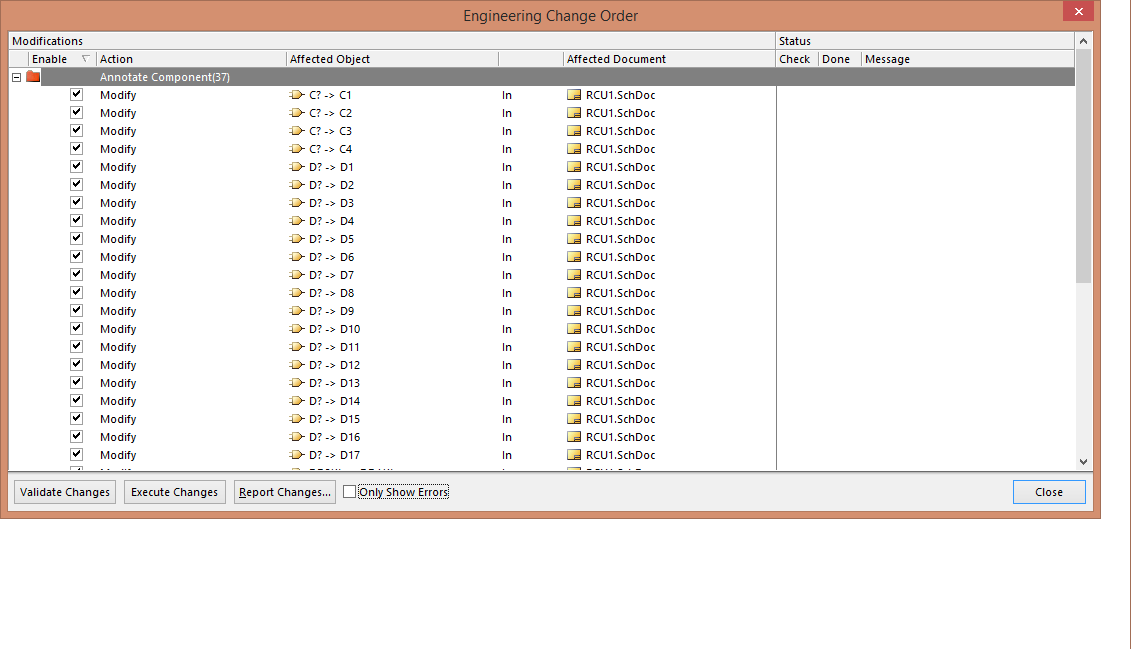 Engineering Change Order
Modifications Status
Enable Action Affected Object Affected Document Check Done Message
Annotate Component(37)
Modify C? -> C1 In RCU1.SchDoc
Modify C? -> C2 In RCU1.SchDoc
Modify C? -> C3 In RCU1.SchDoc
Modify C? -> C4 In RCU1.SchDoc
Modify D? -> D1 In RCU1.SchDoc
Modify D? -> D2 In RCU1.SchDoc
Modify D? -> D3 In RCU1.SchDoc
Modify D? -> D4 In RCU1.SchDoc
Modify D? -> D5 In RCU1.SchDoc
Modify D? -> D6 In RCU1.SchDoc
Modify D? -> D7 In RCU1.SchDoc
Modify D? -> D8 In RCU1.SchDoc
Modify D? -> D9 In RCU1.SchDoc
Modify D? -> D10 In RCU1.SchDoc
Modify D? -> D11 In RCU1.SchDoc
Modify D? -> D12 In RCU1.SchDoc
Modify D? -> D13 In RCU1.SchDoc
Modify D? -> D14 In RCU1.SchDoc
Modify D? -> D15 In RCU1.SchDoc
Modify D? -> D16 In RCU1.SchDoc
Modify D? -> D17 In RCU1.SchDoc
Validate Changes Execute Changes Report Changes... Only Show Errors Close